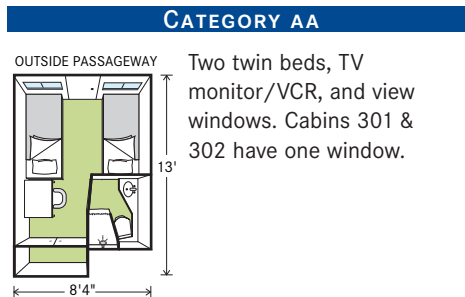 CATEGORY AA
OUTSIDE PASSAGEWAY
Two twin beds, TV
monitor/VCR, and view
windows. Cabins 301 &
302 have one window.
13'
8'4"